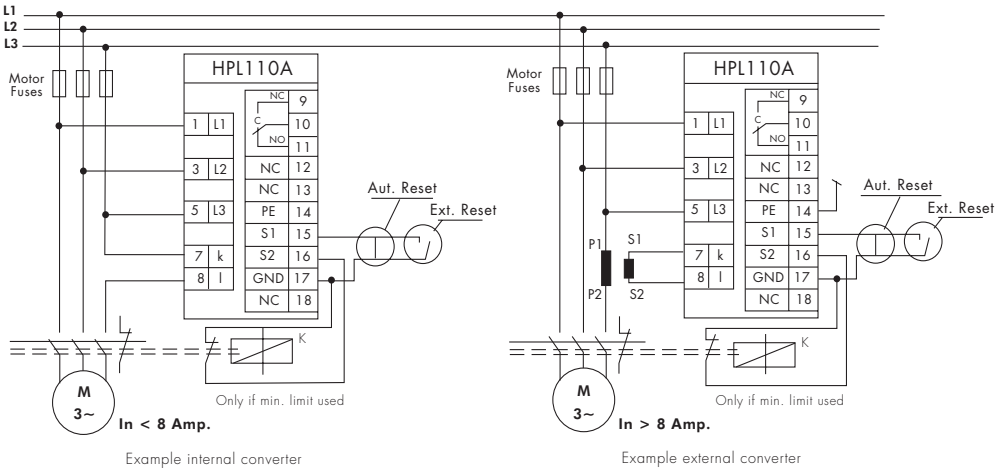 L1
L2
L3
Motor
Fuses
HPL110A
1 L1
3 L2
5 L3
7 k
8 l
NC 9
C 10
NO 11
NC 12
NC 13
PE 14
S1 15
S2 16
GND 17
NC 18
Aut. Reset
Ext. Reset
K
Only if min. limit used
M
3~
In < 8 Amp.
Example internal converter
Motor
Fuses
HPL110A
1 L1
3 L2
5 L3
7 k
8 l
NC 9
C 10
NO 11
NC 12
NC 13
PE 14
S1 15
S2 16
GND 17
NC 18
Aut. Reset
Ext. Reset
P1
P2
S1
S2
K
Only if min. limit used
M
3~
In > 8 Amp.
Example external converter